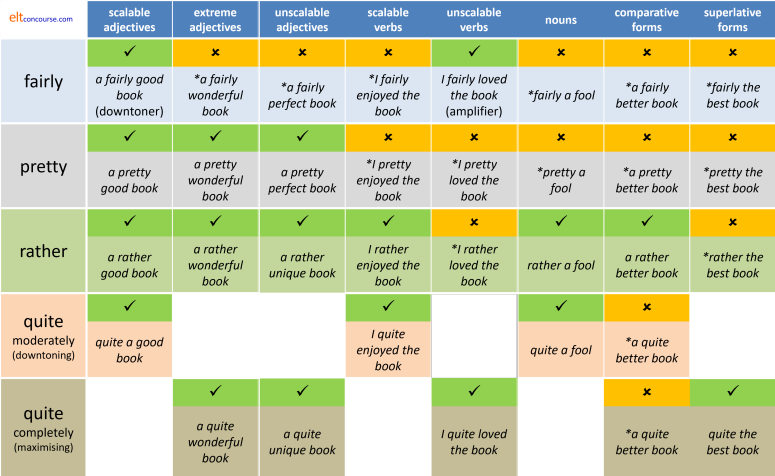 eltconcourse.com
scalable adjectives
extreme adjectives
unscalable adjectives
scalable verbs
unscalable verbs
nouns
comparative forms
superlative forms
fairly
✓ × × × ✓ × × ×
a fairly good book (downtoner)
*a fairly wonderful book
*a fairly perfect book
*I fairly enjoyed the book
I fairly loved the book (amplifier)
*fairly a fool
*a fairly better book
*fairly the best book
pretty
✓ ✓ ✓ × × × × ×
a pretty good book
a pretty wonderful book
a pretty perfect book
*I pretty enjoyed the book
*I pretty loved the book
*pretty a fool
*a pretty better book
*pretty the best book
rather
✓ ✓ ✓ ✓ × ✓ ✓ ×
a rather good book
a rather wonderful book
a rather unique book
I rather enjoyed the book
*I rather loved the book
rather a fool
a rather better book
*rather the best book
quite
moderately
(downtoning)
✓ ✓ ✓ ×
quite a good book
I quite enjoyed the book
quite a fool
*a quite better book
quite
completely
(maximising)
✓ ✓ ✓ × ✓
a quite wonderful book
a quite unique book
I quite loved the book
*a quite better book
quite the best book